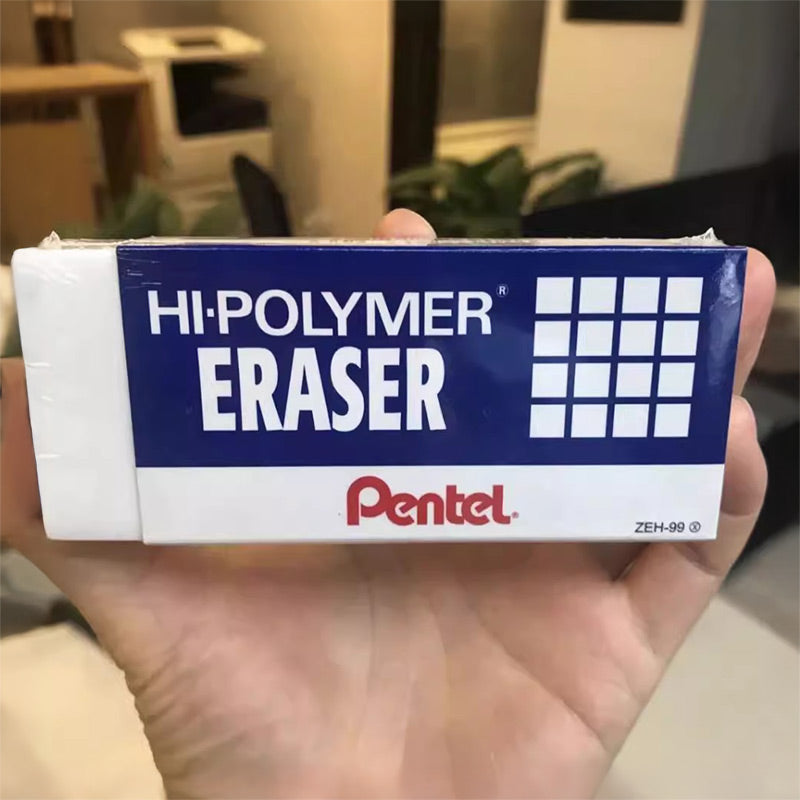 HI·POLYMER®
ERASER
Pentel®
ZEH-99 Ⓧ